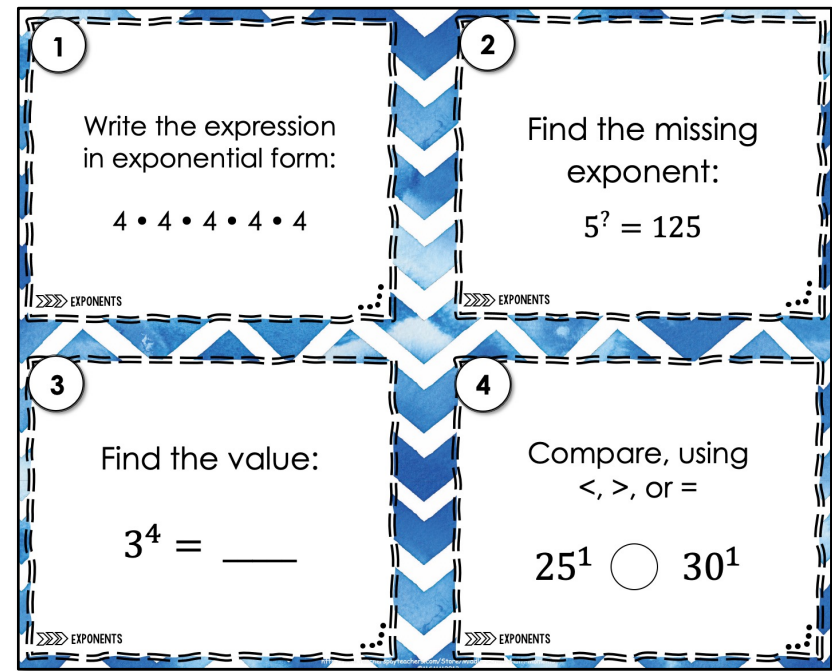 1
Write the expression
in exponential form:
4 • 4 • 4 • 4 • 4
EXPONENTS
2
Find the missing
exponent:
5^? = 125
EXPONENTS
3
Find the value:
3⁴ = ____
EXPONENTS
4
Compare, using
<, >, or =
25¹ ◯ 30¹
EXPONENTS